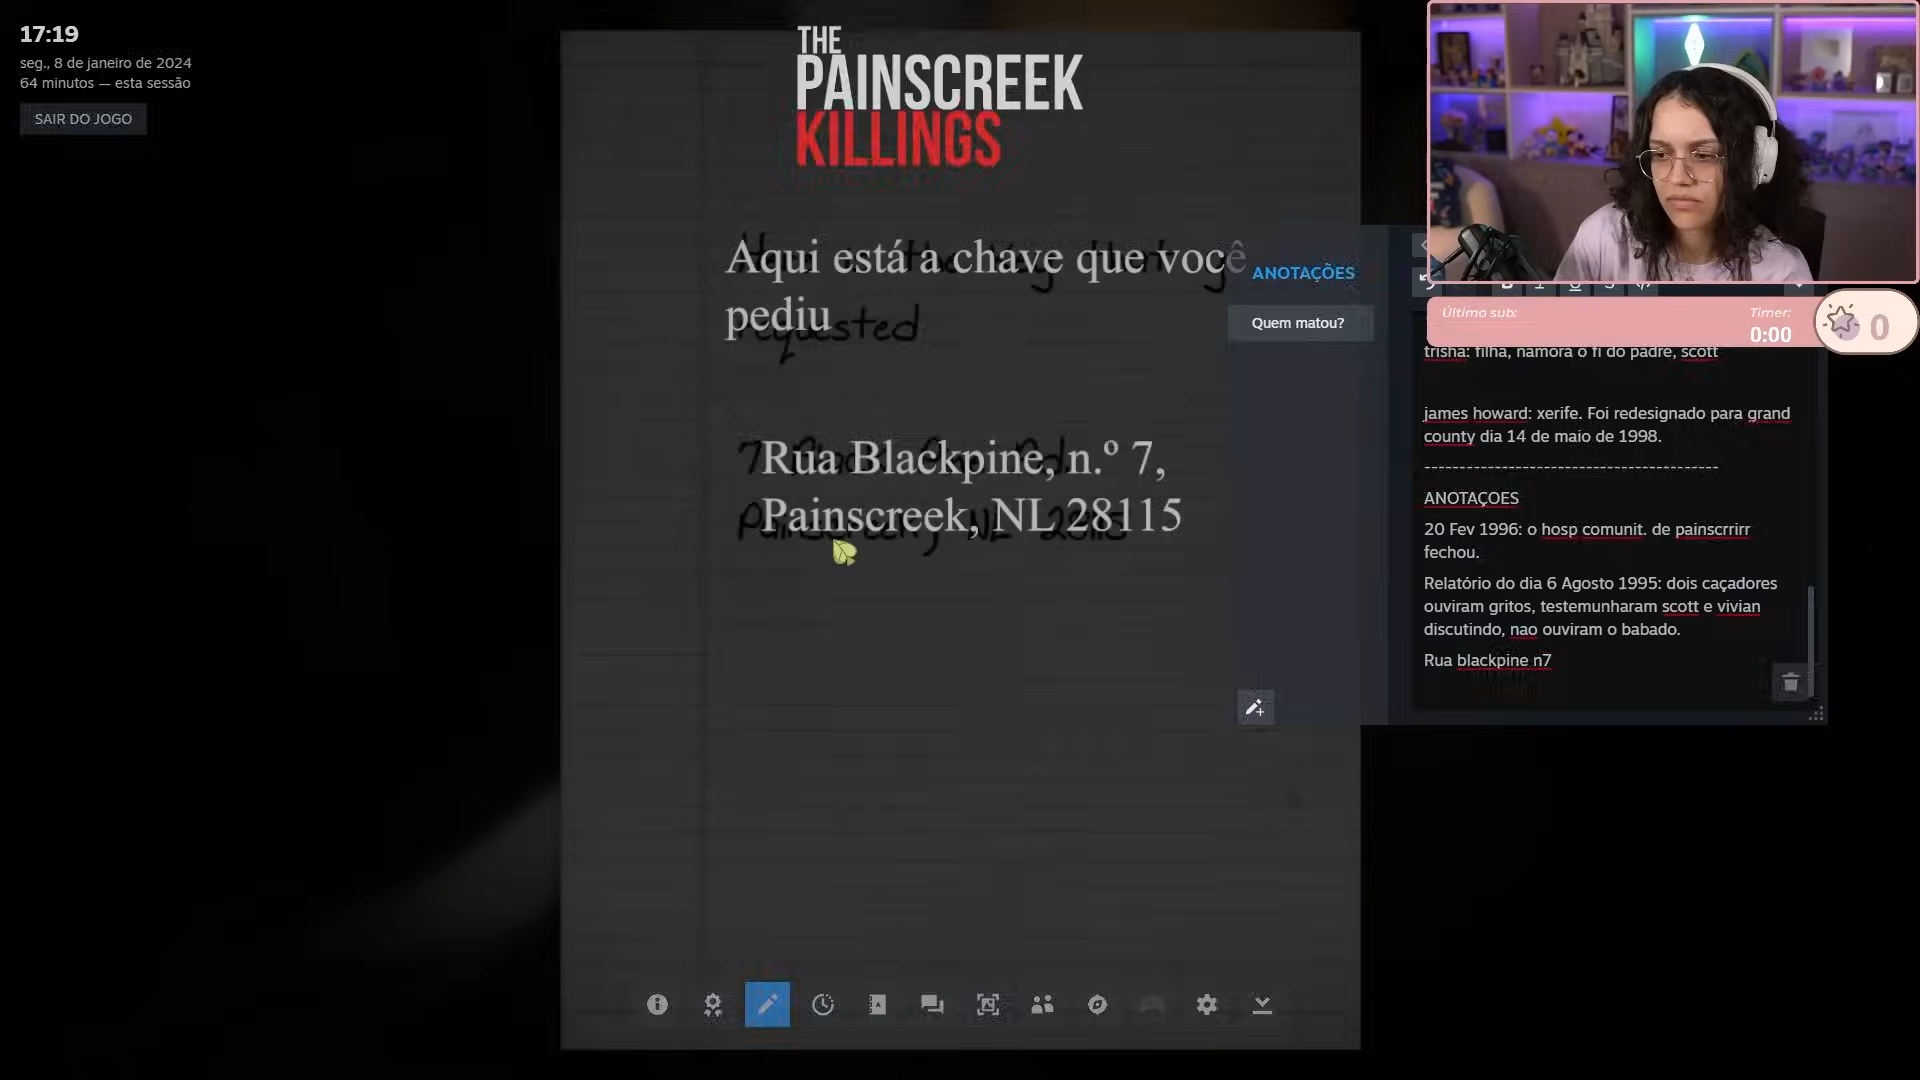 17:19
seg., 8 de janeiro de 2024
64 minutos — esta sessão
SAIR DO JOGO
THE
PAINSCREEK
KILLINGS
Aqui está a chave que você
pediu
requested
Rua Blackpine, n.º 7,
Painscreek, NL 28115
ANOTAÇÕES
Quem matou?
Último sub:
Timer:
0:00
0
trisha: filha, namora o fi do padre, scott
james howard: xerife. Foi redesignado para grand
county dia 14 de maio de 1998.
------------------------------------------
ANOTAÇOES
20 Fev 1996: o hosp comunit. de painscrrirr
fechou.
Relatório do dia 6 Agosto 1995: dois caçadores
ouviram gritos, testemunharam scott e vivian
discutindo, nao ouviram o babado.
Rua blackpine n7